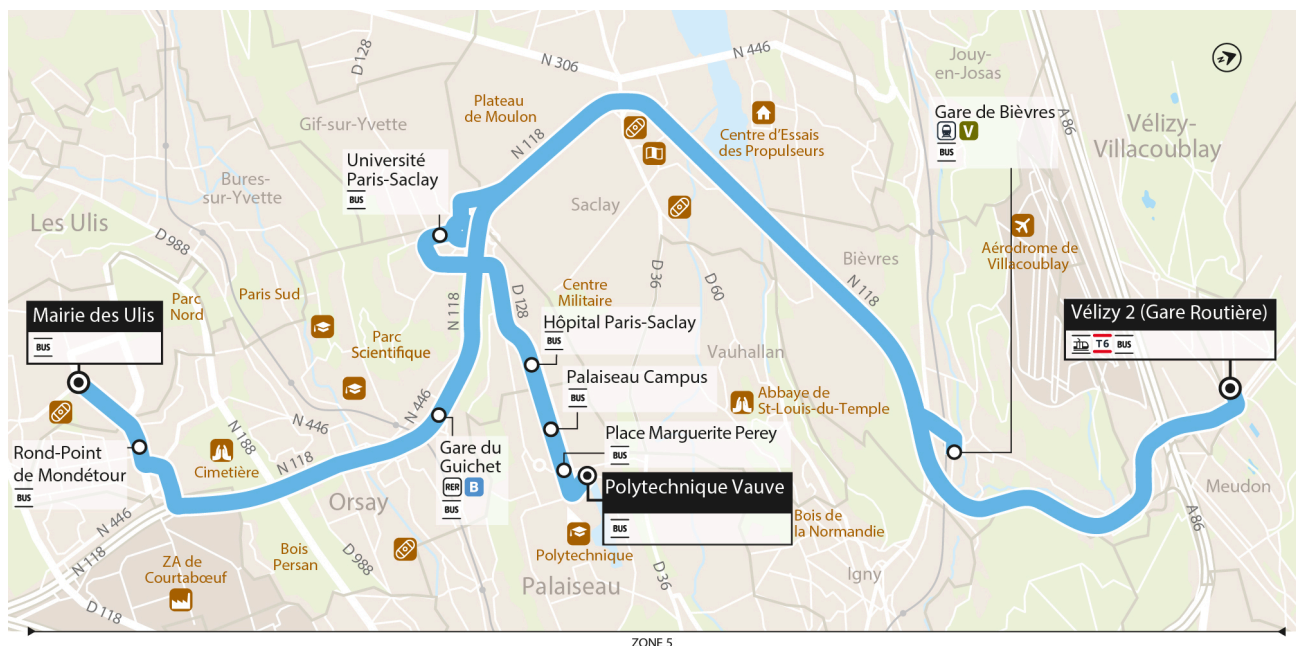 N 306
N 446
D 128
Jouy-
en-Josas
A 86
Plateau
de Moulon
Gif-sur-Yvette
N 118
Centre d'Essais
des Propulseurs
Gare de Bièvres
V
BUS
Vélizy-
Villacoublay
Université
Paris-Saclay
BUS
Bures-
sur-Yvette
Les Ulis
D 988
Saclay
Aérodrome de
Villacoublay
Bièvres
D 36
D 60
N 118
Parc
Nord
Paris Sud
Centre
Militaire
D 128
N 118
Mairie des Ulis
BUS
Parc
Scientifique
Hôpital Paris-Saclay
BUS
Vauhallan
Vélizy 2 (Gare Routière)
T6
BUS
Palaiseau Campus
BUS
Abbaye de
St-Louis-du-Temple
N 446
N 446
N 188
Rond-Point
de Mondétour
BUS
Cimetière
N 118
Gare du
Guichet
RER
B
BUS
Place Marguerite Perey
BUS
Polytechnique Vauve
BUS
Meudon
Orsay
N 446
N 118
Bois de
la Normandie
A 86
ZA de
Courtabœuf
Bois
Persan
D 988
Polytechnique
Palaiseau
D 36
Igny
D 118
ZONE 5